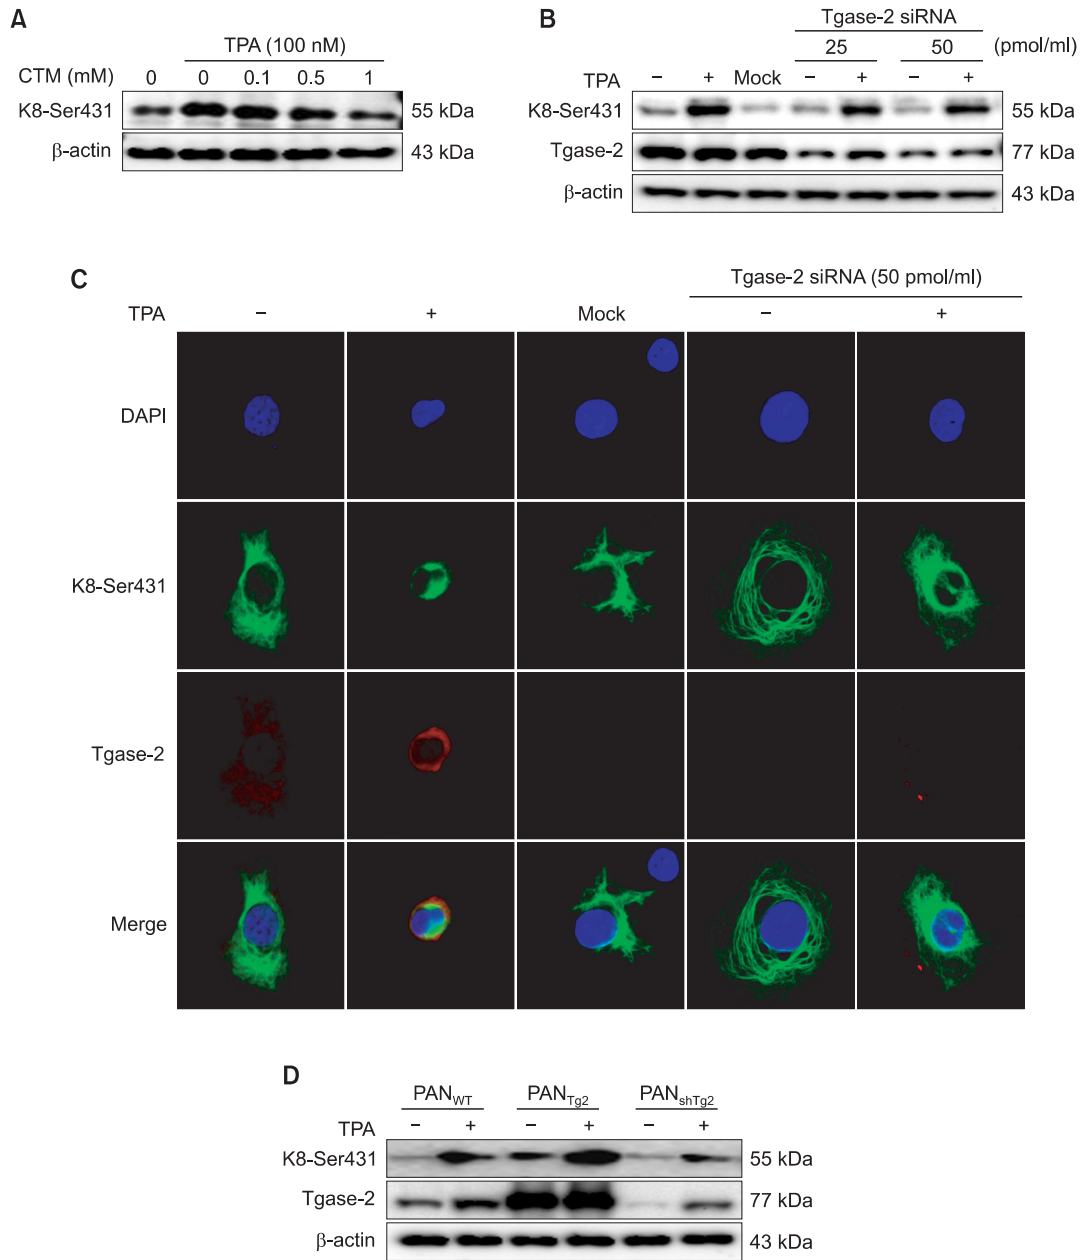 A
TPA (100 nM)
CTM (mM) 0 0 0.1 0.5 1
K8-Ser431 55 kDa
β-actin 43 kDa
B
Tgase-2 siRNA
25 50 (pmol/ml)
TPA – + Mock – + – +
K8-Ser431 55 kDa
Tgase-2 77 kDa
β-actin 43 kDa
C
Tgase-2 siRNA (50 pmol/ml)
TPA – + Mock – +
DAPI
K8-Ser431
Tgase-2
Merge
D
PAN_WT PAN_Tg2 PAN_shTg2
TPA – + – + – +
K8-Ser431 55 kDa
Tgase-2 77 kDa
β-actin 43 kDa